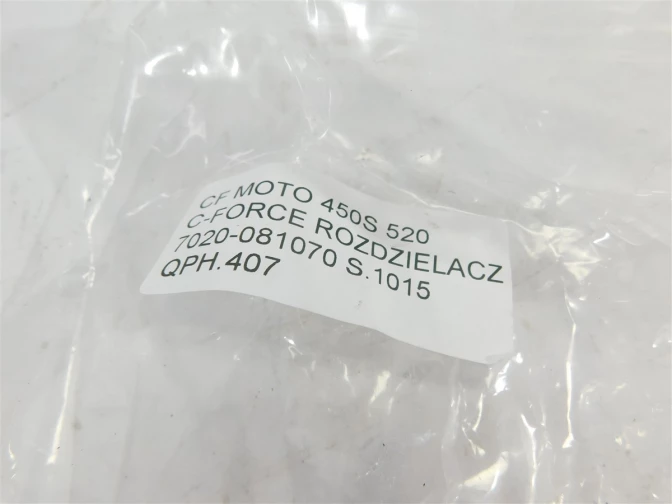 CF MOTO 450S 520
C-FORCE ROZDZIELACZ
7020-081070 S.1015
QPH.407